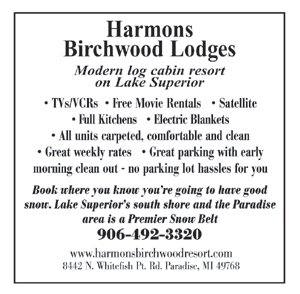 Harmons
Birchwood Lodges
Modern log cabin resort
on Lake Superior
• TVs/VCRs • Free Movie Rentals • Satellite
• Full Kitchens • Electric Blankets
• All units carpeted, comfortable and clean
• Great weekly rates • Great parking with early
morning clean out - no parking lot hassles for you
Book where you know you're going to have good
snow. Lake Superior's south shore and the Paradise
area is a Premier Snow Belt
906-492-3320
www.harmonsbirchwoodresort.com
8442 N. Whitefish Pt. Rd. Paradise, MI 49768